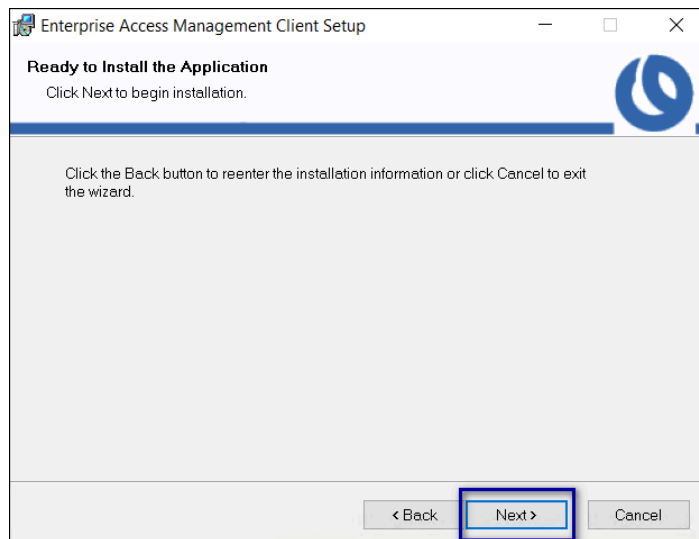 Enterprise Access Management Client Setup
Ready to Install the Application
Click Next to begin installation.
Click the Back button to reenter the installation information or click Cancel to exit
the wizard.
< Back
Next >
Cancel